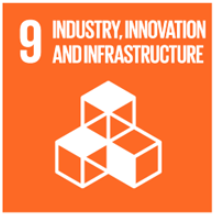 9 INDUSTRY, INNOVATION
AND INFRASTRUCTURE